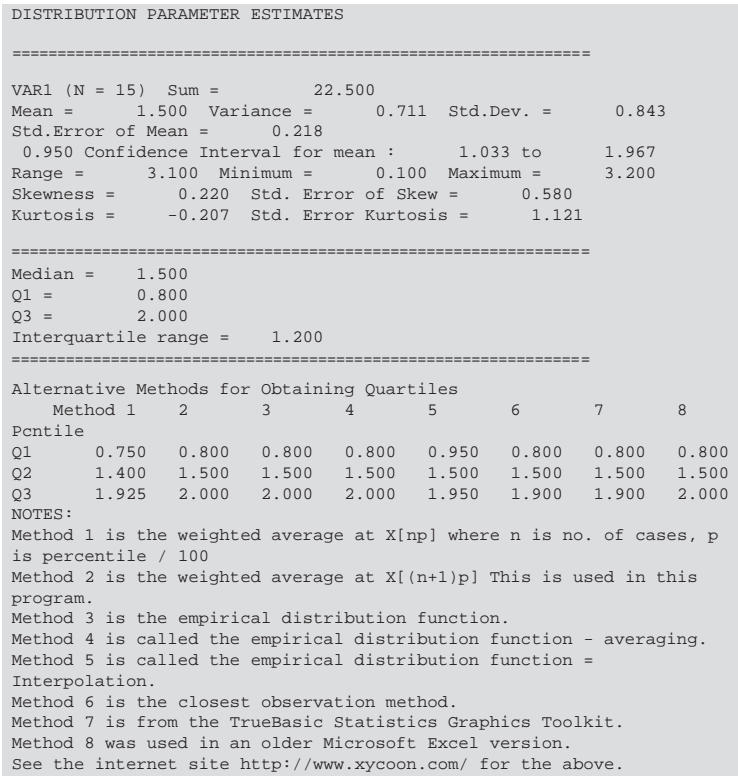 DISTRIBUTION PARAMETER ESTIMATES
================================================================
VAR1 (N = 15) Sum = 22.500
Mean = 1.500 Variance = 0.711 Std.Dev. = 0.843
Std.Error of Mean = 0.218
0.950 Confidence Interval for mean : 1.033 to 1.967
Range = 3.100 Minimum = 0.100 Maximum = 3.200
Skewness = 0.220 Std. Error of Skew = 0.580
Kurtosis = -0.207 Std. Error Kurtosis = 1.121
================================================================
Median = 1.500
Q1 = 0.800
Q3 = 2.000
Interquartile range = 1.200
================================================================
Alternative Methods for Obtaining Quartiles
Method 1 2 3 4 5 6 7 8
Pcntile
Q1 0.750 0.800 0.800 0.800 0.950 0.800 0.800 0.800
Q2 1.400 1.500 1.500 1.500 1.500 1.500 1.500 1.500
Q3 1.925 2.000 2.000 2.000 1.950 1.900 1.900 2.000
NOTES:
Method 1 is the weighted average at X[np] where n is no. of cases, p
is percentile / 100
Method 2 is the weighted average at X[(n+1)p] This is used in this
program.
Method 3 is the empirical distribution function.
Method 4 is called the empirical distribution function - averaging.
Method 5 is called the empirical distribution function =
Interpolation.
Method 6 is the closest observation method.
Method 7 is from the TrueBasic Statistics Graphics Toolkit.
Method 8 was used in an older Microsoft Excel version.
See the internet site http://www.xycoon.com/ for the above.